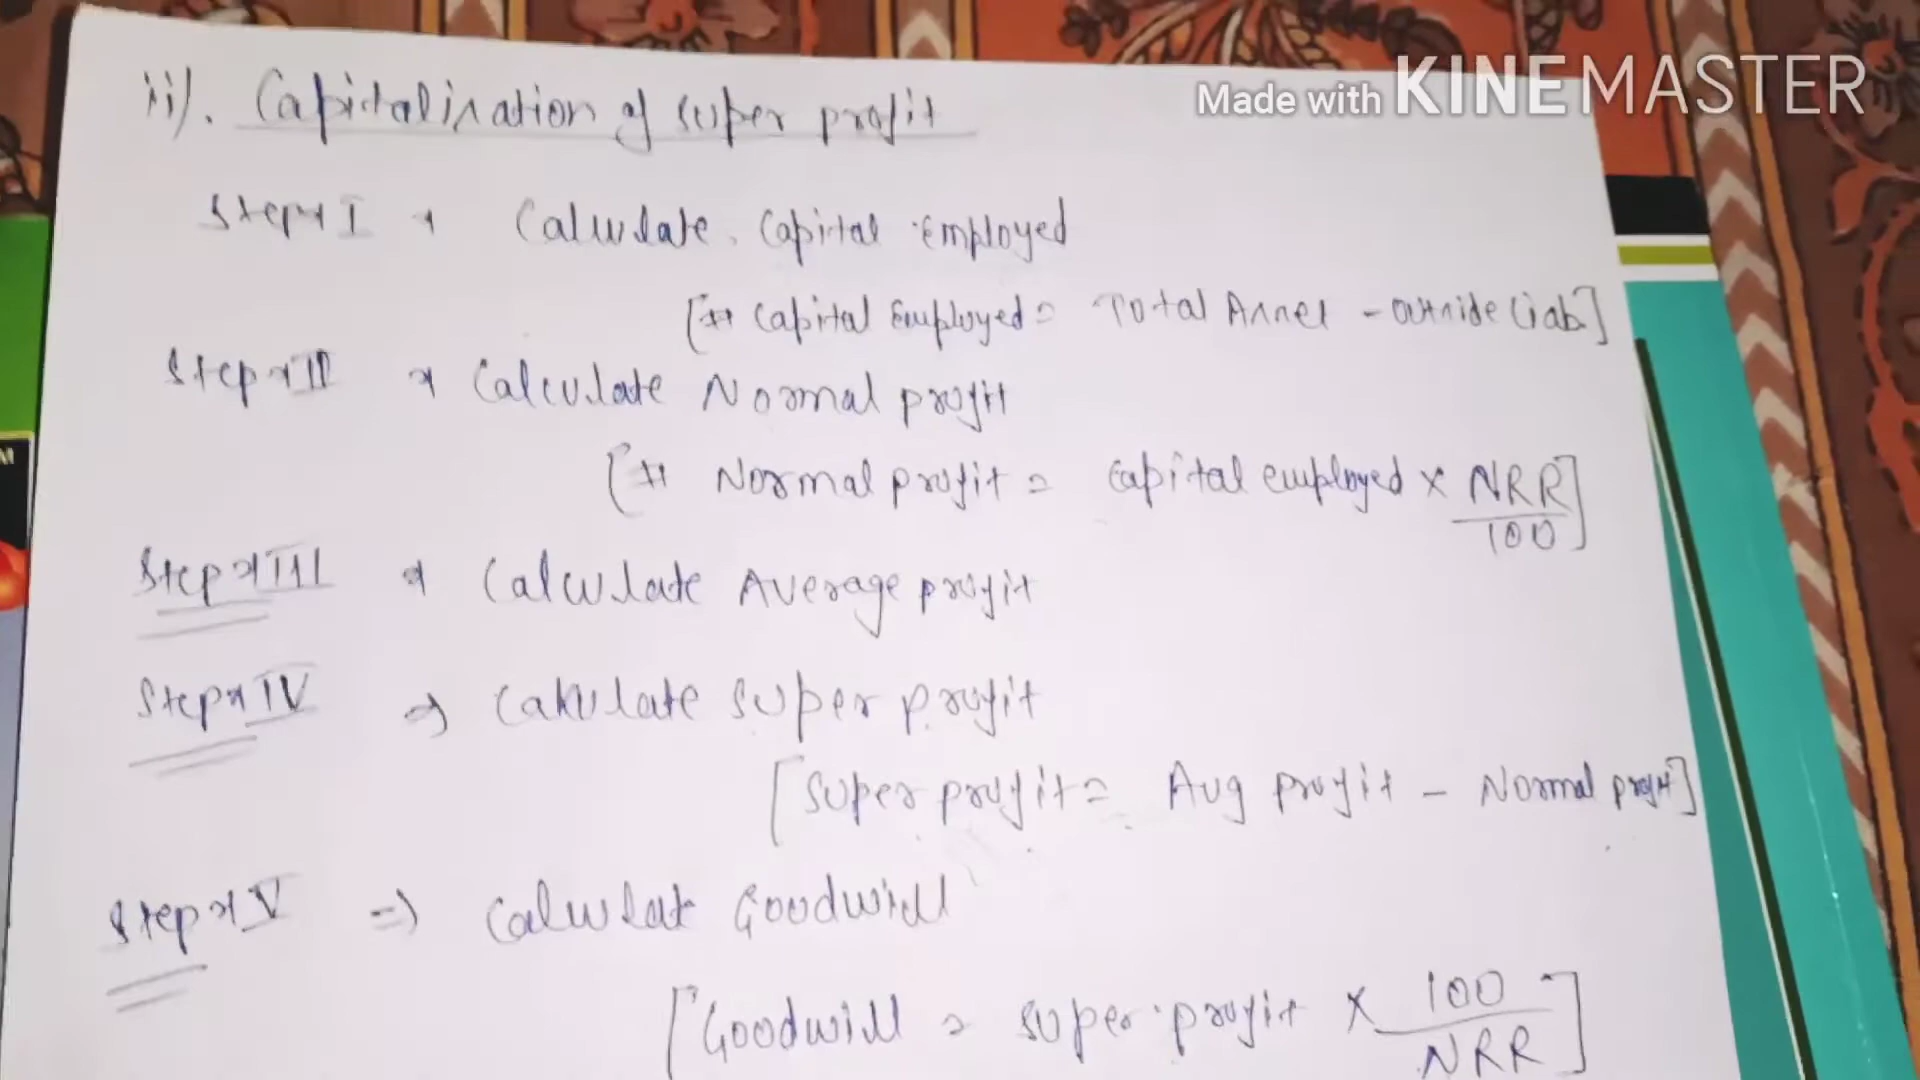 Made with KINEMASTER
ii). Capitalisation of super profit
Step → I → Calculate Capital Employed
[# Capital Employed = Total Asset - outside liab]
Step → II → Calculate Normal profit
[# Normal profit = Capital employed × NRR/100]
Step → III → Calculate Average profit
Step → IV ⇒ Calculate super profit
[Super profit = Avg profit - Normal profit]
Step → V ⇒ Calculate Goodwill
[Goodwill = super profit × 100/NRR]
M